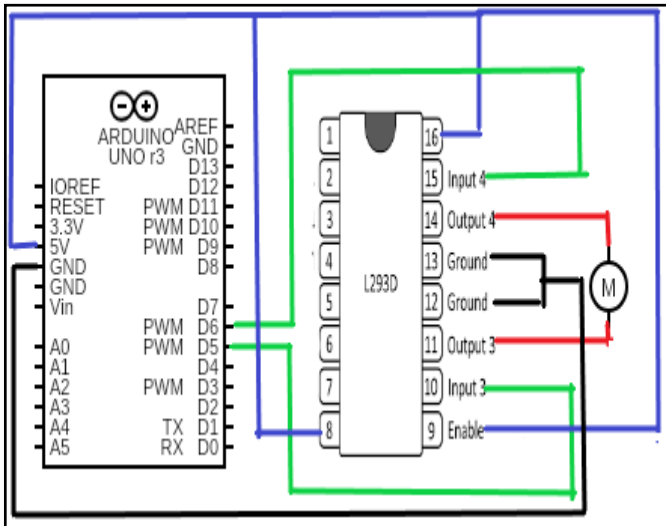 ARDUINO
UNO r3
AREF
GND
D13
IOREF D12
RESET PWM D11
3.3V PWM D10
5V PWM D9
GND D8
GND
Vin D7
PWM D6
A0 PWM D5
A1 D4
A2 PWM D3
A3 D2
A4 TX D1
A5 RX D0
L293D
1 16
2 15 Input 4
3 14 Output 4
4 13 Ground
5 12 Ground
6 11 Output 3
7 10 Input 3
8 9 Enable
M